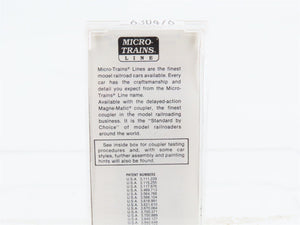 MICRO-
TRAINS®
LINE
Micro-Trains® Lines are the finest
model railroad cars available. Every
car has the craftsmanship and
detail you expect from the Micro-
Trains® Line name.
Available with the delayed-action
Magne-Matic® coupler, the finest
coupler in the model railroading
business. It is the "Standard by
Choice" of model railroaders
around the world.
See inside box for coupler testing
procedures and, with some car
styles, further assembly and painting
hints will also be found.
PATENT NUMBERS
U.S.A.
U.S.A.
U.S.A.
U.S.A.
U.S.A.
U.S.A.
U.S.A.
U.S.A.
U.S.A.
U.S.A.
U.S.A.